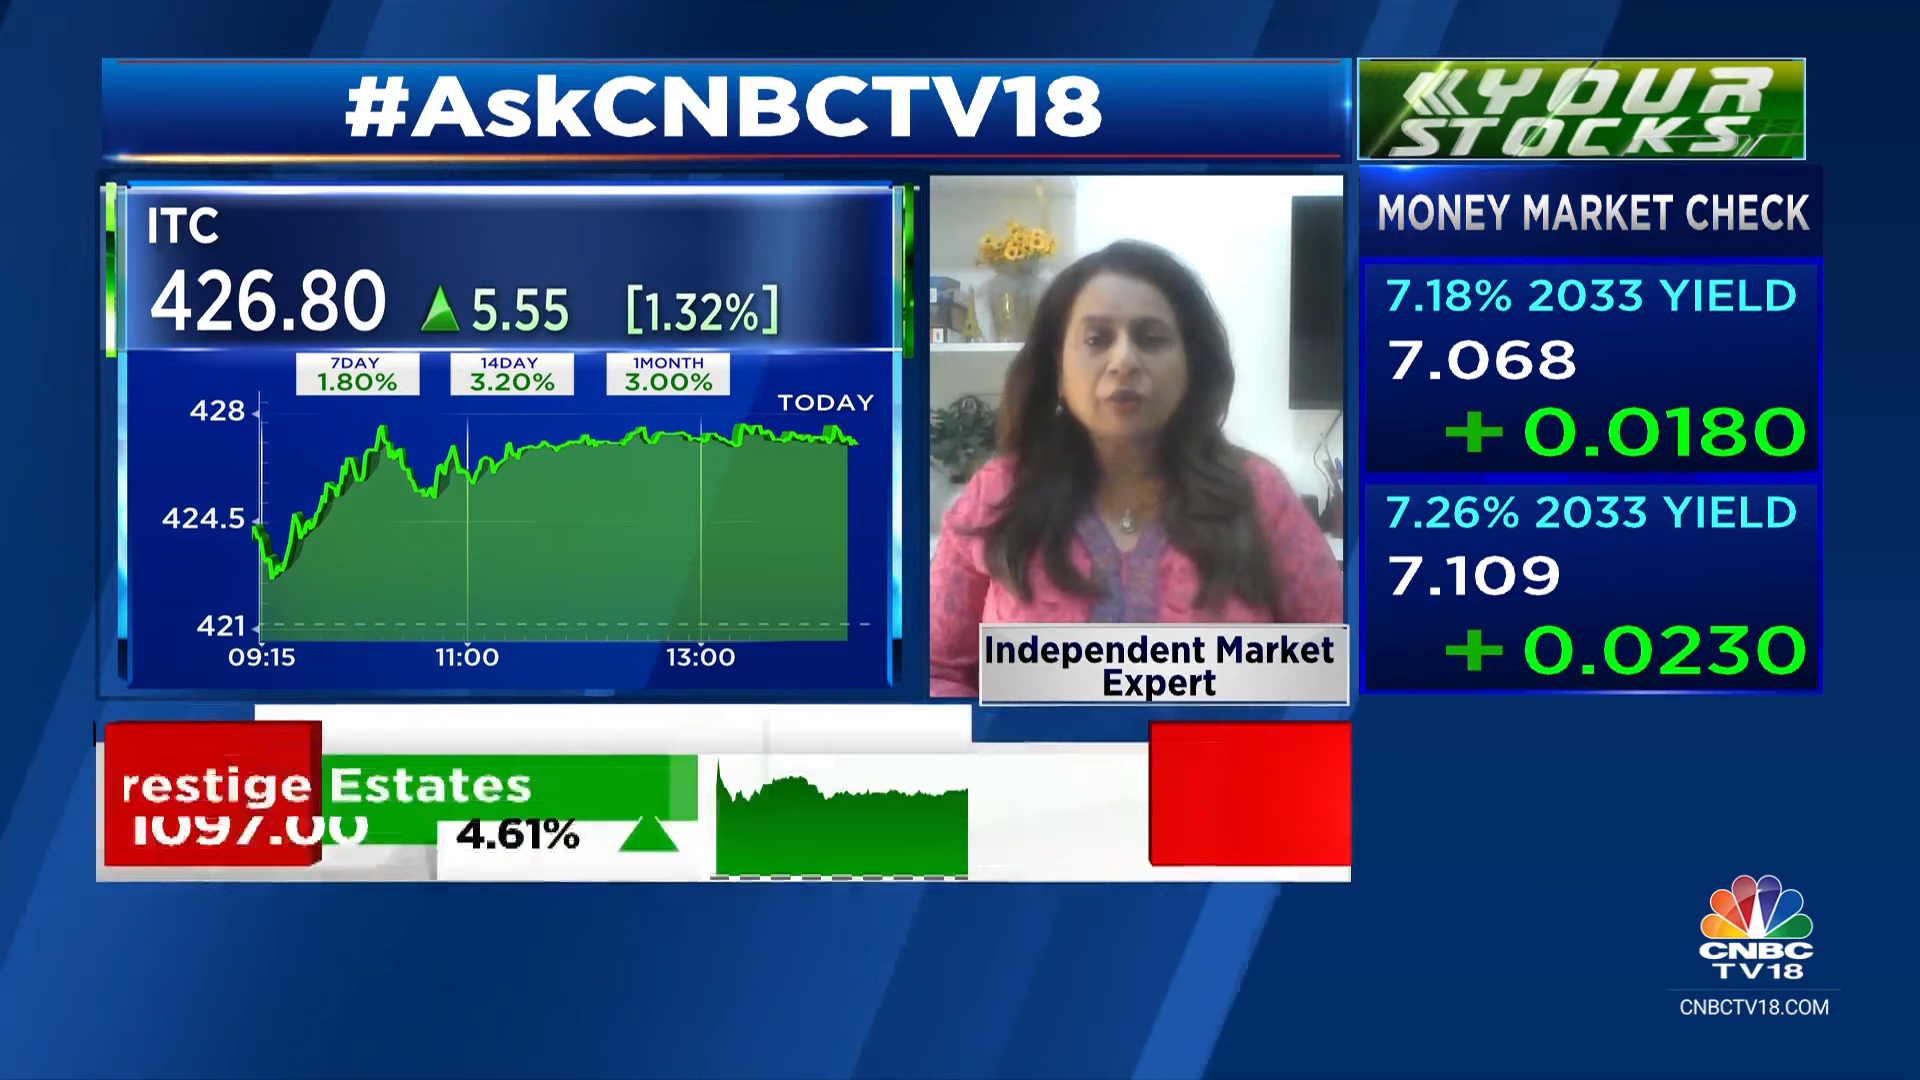 #AskCNBCTV18
YOUR
STOCKS
ITC
426.80 5.55 [1.32%]
7DAY
1.80%
14DAY
3.20%
1MONTH
3.00%
TODAY
428
424.5
421
09:15 11:00 13:00
Independent Market
Expert
MONEY MARKET CHECK
7.18% 2033 YIELD
7.068
+ 0.0180
7.26% 2033 YIELD
7.109
+ 0.0230
restige Estates
1097.00
4.61%
CNBC
TV18
CNBCTV18.COM